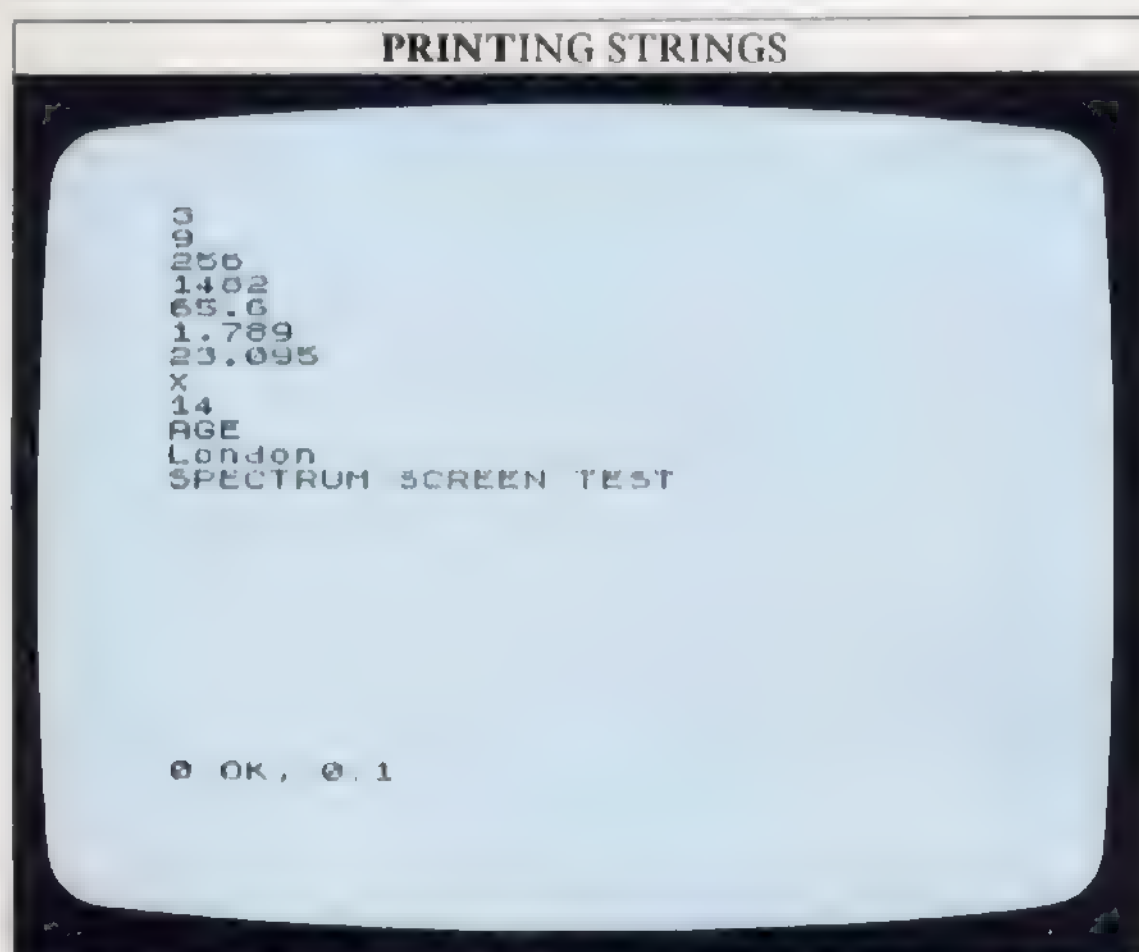 PRINTING STRINGS
3
9
256
1402
65.6
1.789
23.095
X
14
AGE
London
SPECTRUM SCREEN TEST
0 OK, 0:1